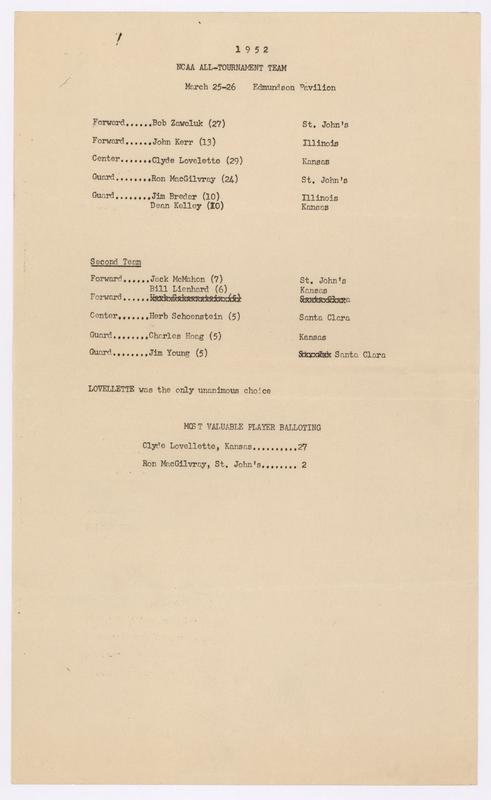 1952
NCAA ALL-TOURNAMENT TEAM
March 25-26 Edmundson Pavilion
Forward......Bob Zawoluk (27) St. John's
Forward......John Kerr (13) Illinois
Center.......Clyde Lovelette (29) Kansas
Guard........Ron MacGilvray (24) St. John's
Guard........Jim Breder (10) Illinois
Dean Kelley (10) Kansas
Second Team
Forward......Jack McMahon (7) St. John's
Bill Lienhard (6) Kansas
Forward......
Center.......Herb Schoenstein (5) Santa Clara
Guard........Charles Hoag (5) Kansas
Guard........Jim Young (5) Santa Clara
LOVELLETTE was the only unanimous choice
MOST VALUABLE PLAYER BALLOTING
Clyde Lovellette, Kansas..........27
Ron MacGilvray, St. John's........ 2